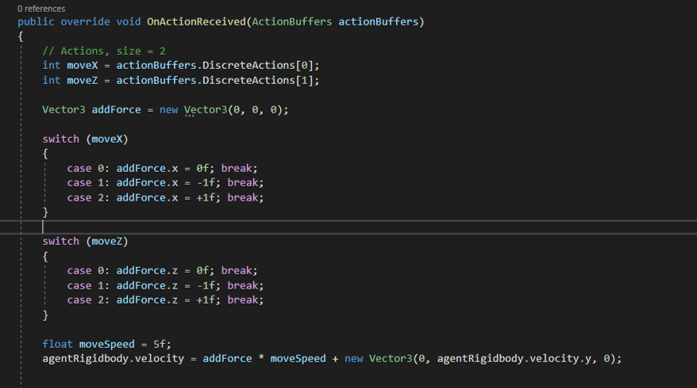 0 references
public override void OnActionReceived(ActionBuffers actionBuffers)
{
// Actions, size = 2
int moveX = actionBuffers.DiscreteActions[0];
int moveZ = actionBuffers.DiscreteActions[1];
Vector3 addForce = new Vector3(0, 0, 0);
switch (moveX)
{
case 0: addForce.x = 0f; break;
case 1: addForce.x = -1f; break;
case 2: addForce.x = +1f; break;
}
switch (moveZ)
{
case 0: addForce.z = 0f; break;
case 1: addForce.z = -1f; break;
case 2: addForce.z = +1f; break;
}
float moveSpeed = 5f;
agentRigidbody.velocity = addForce * moveSpeed + new Vector3(0, agentRigidbody.velocity.y, 0);